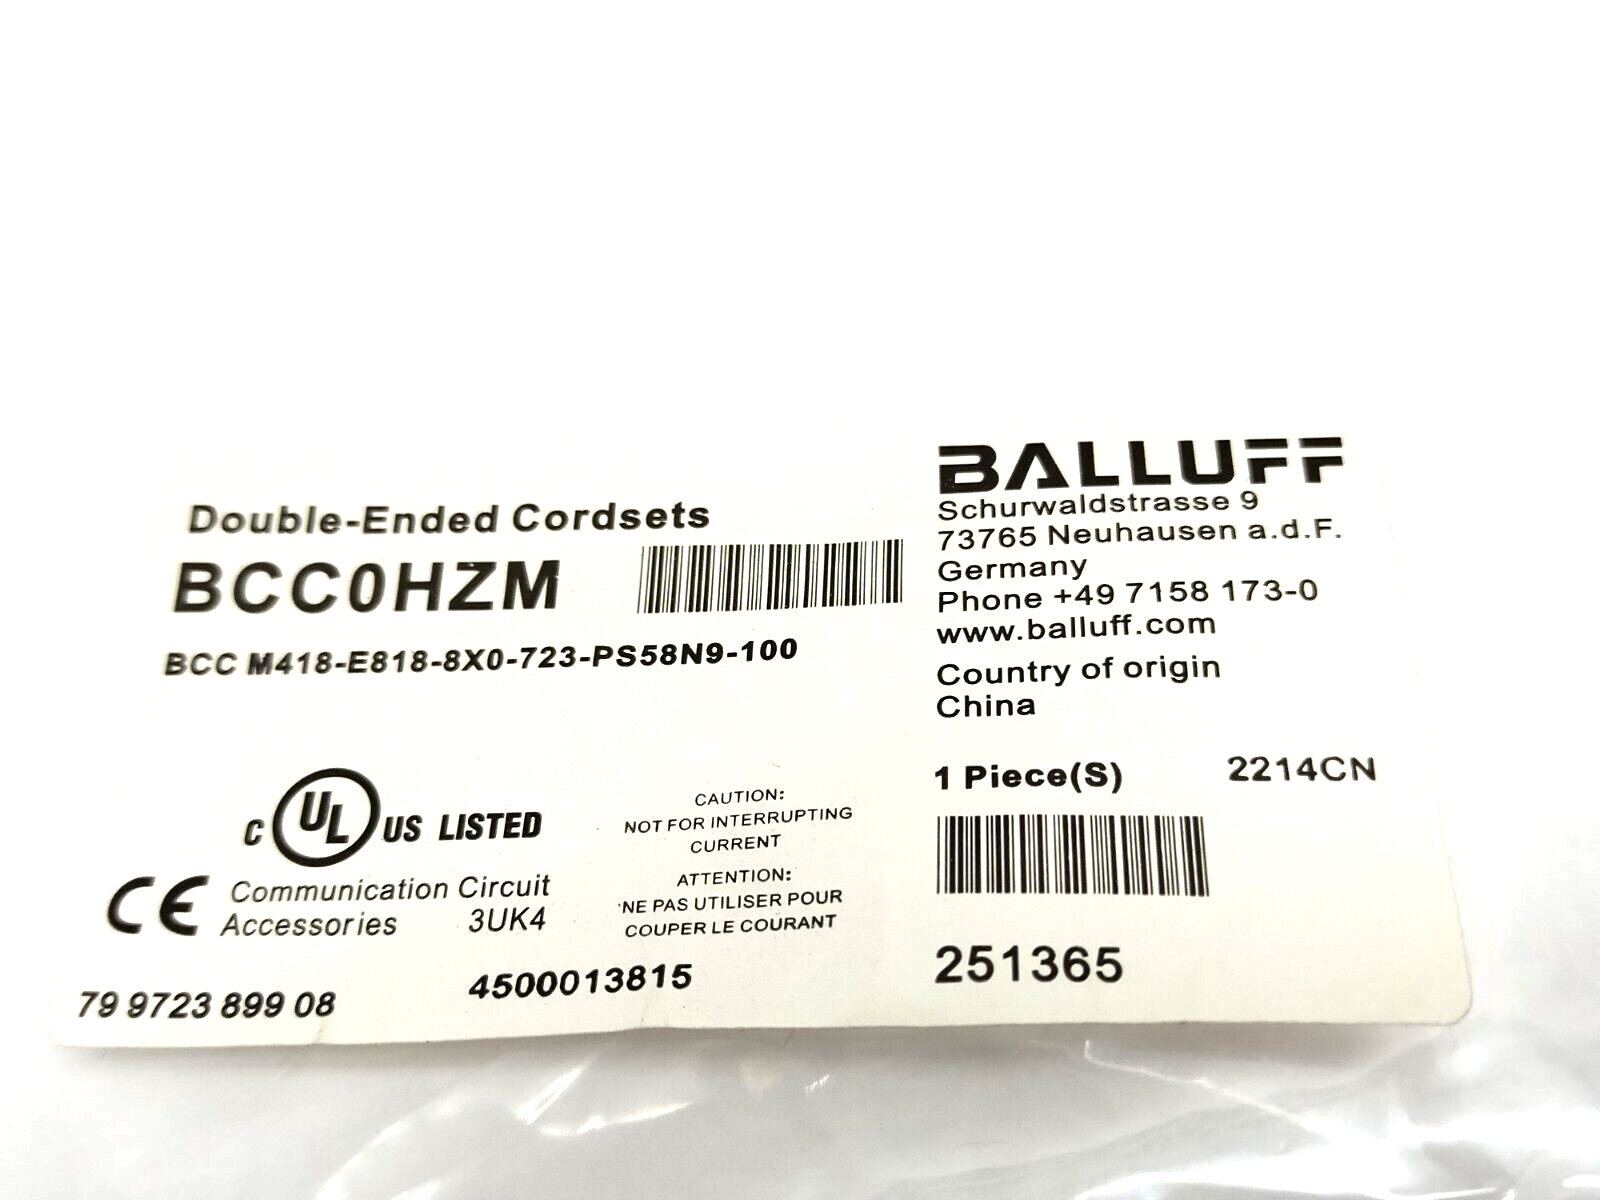 Double-Ended Cordsets
BCC0HZM
BCC M418-E818-8X0-723-PS58N9-100
BALLUFF
Schurwaldstrasse 9
73765 Neuhausen a.d.F.
Germany
Phone +49 7158 173-0
www.balluff.com
Country of origin
China
1 Piece(S) 2214CN
251365
C UL US LISTED
CE Communication Circuit
Accessories 3UK4
CAUTION:
NOT FOR INTERRUPTING
CURRENT
ATTENTION:
NE PAS UTILISER POUR
COUPER LE COURANT
79 9723 899 08
4500013815